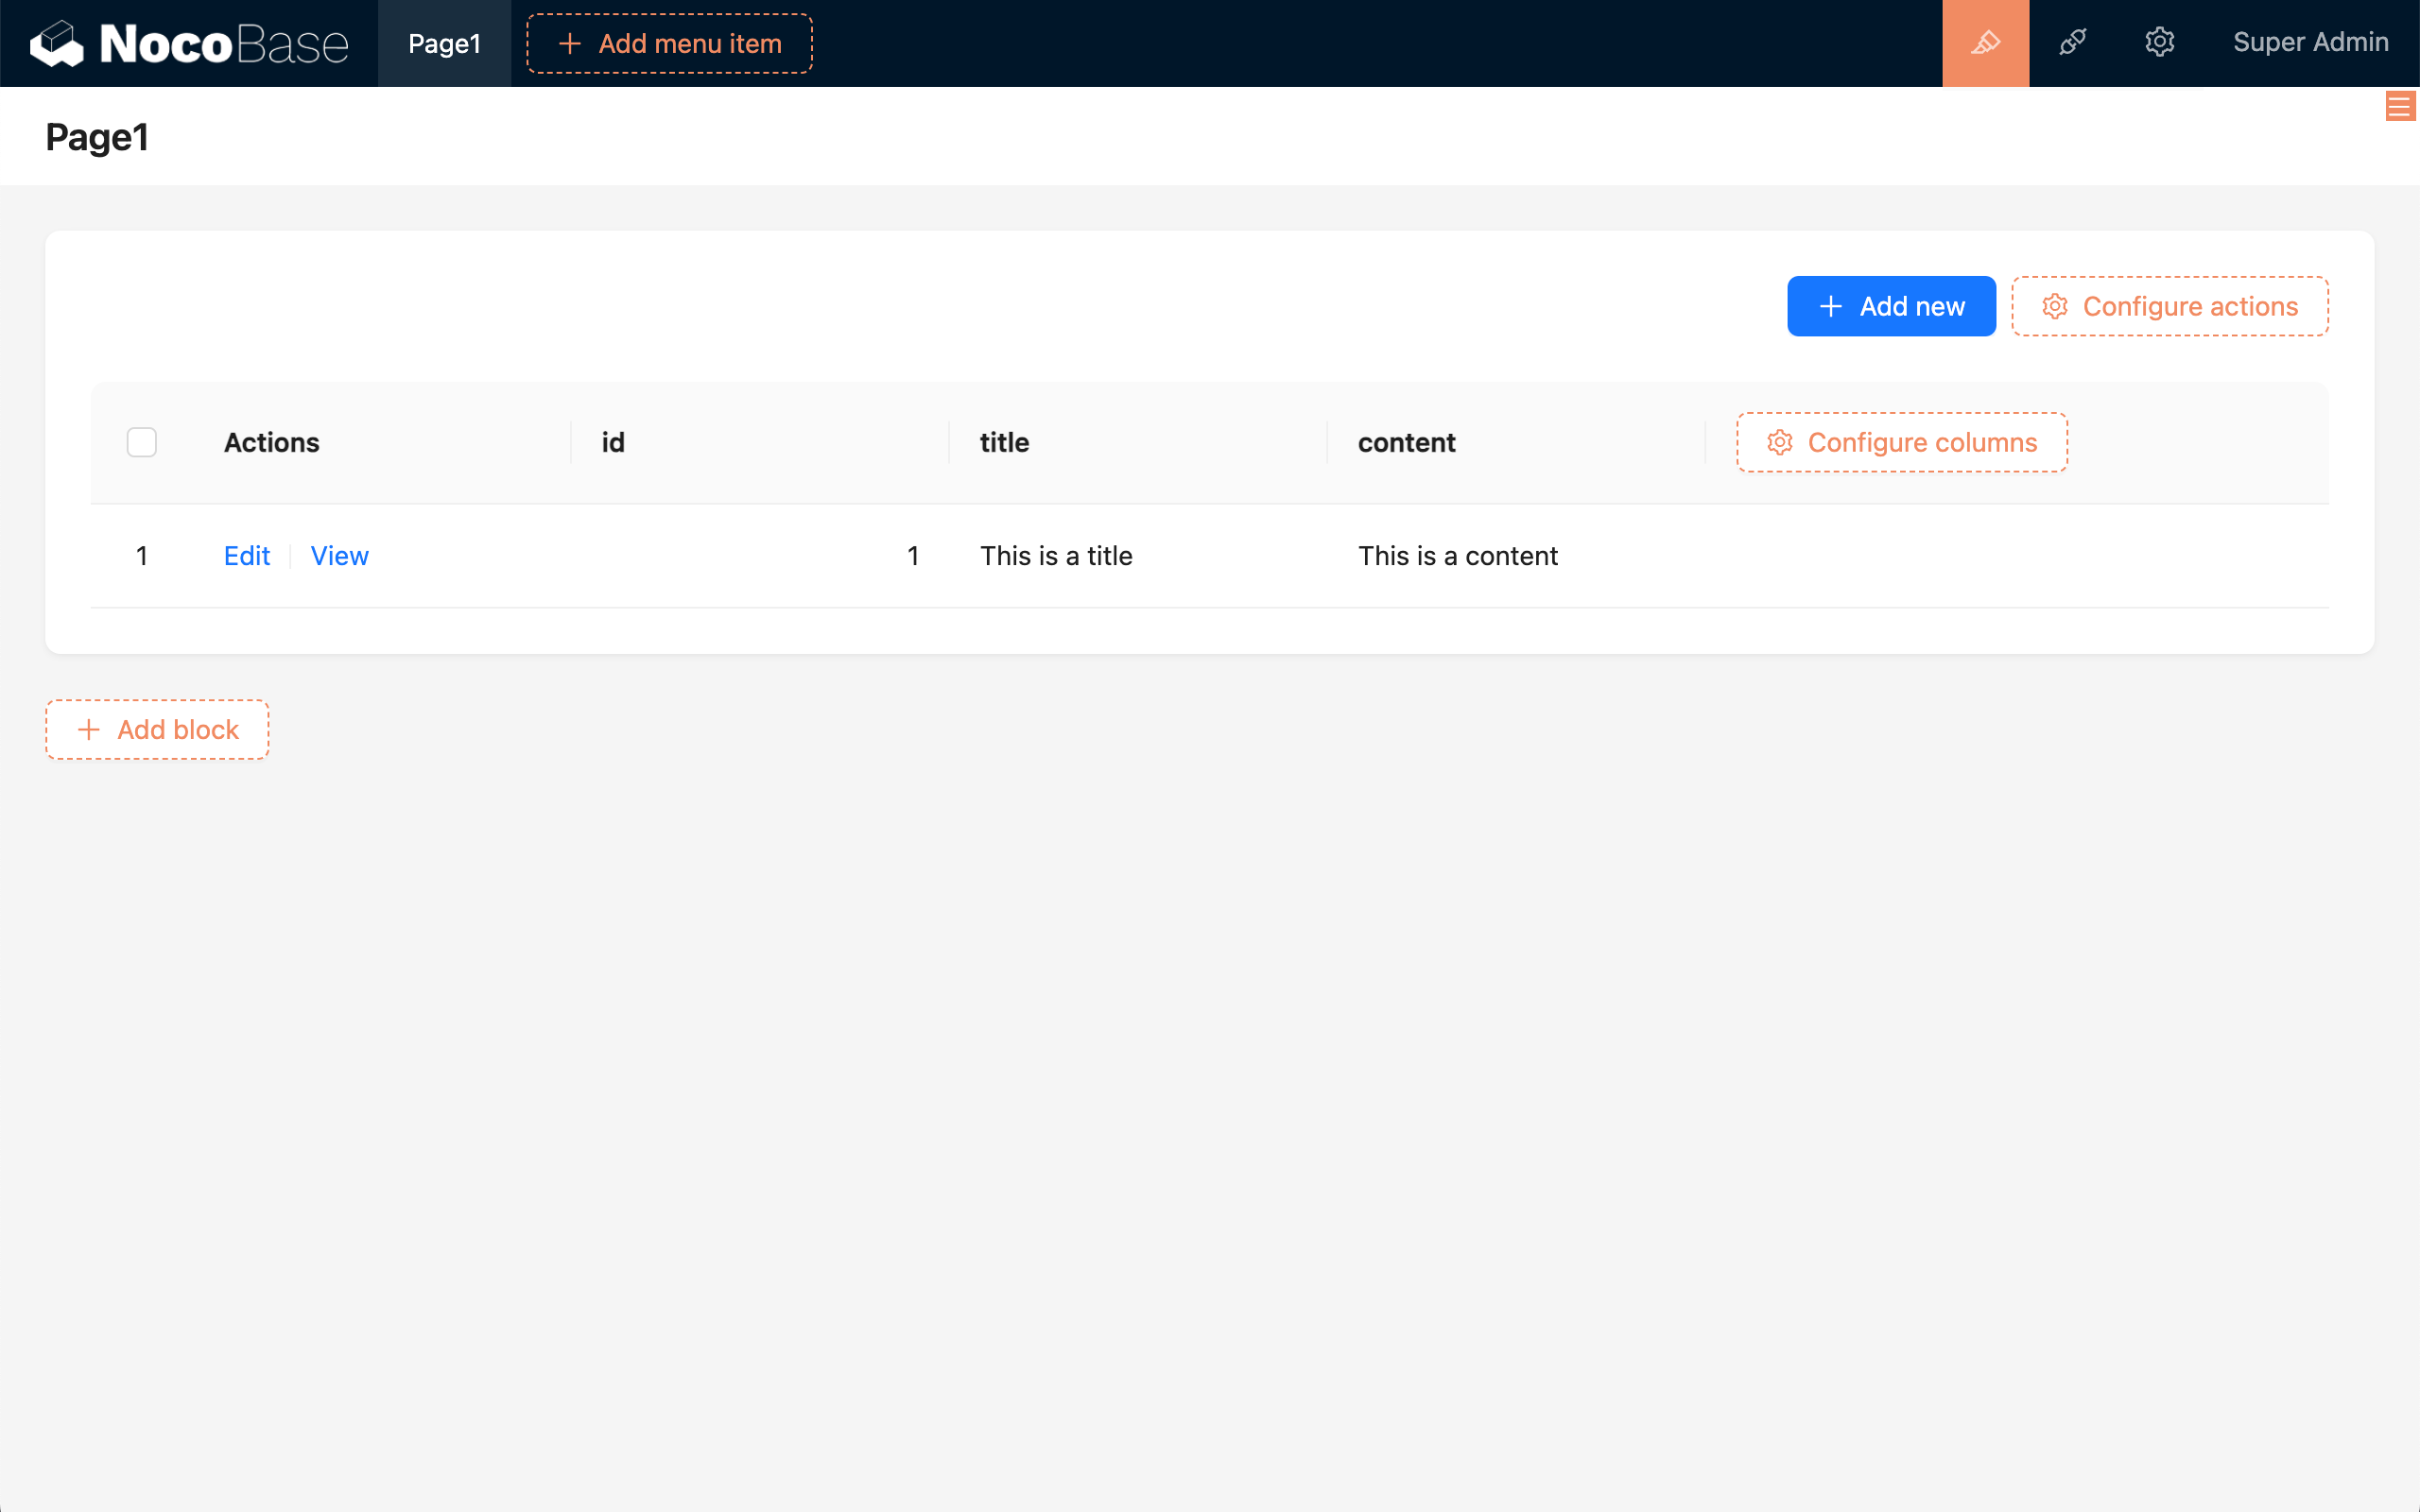 NocoBase Page1 Add menu item Super Admin
Page1
Add new Configure actions
Actions id title content Configure columns
1 Edit View 1 This is a title This is a content
Add block